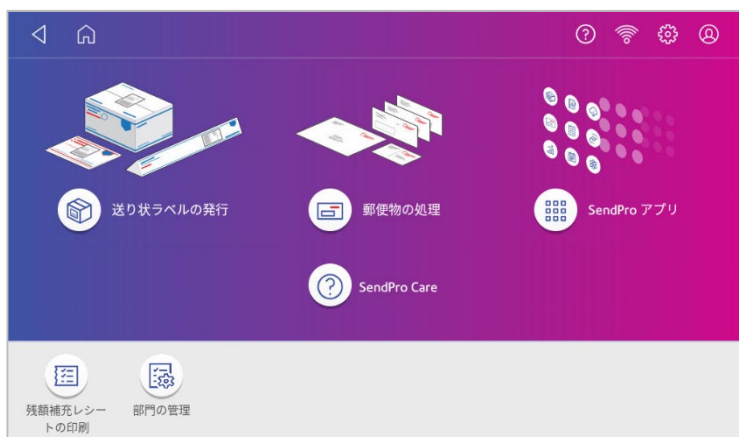 送り状ラベルの発行
郵便物の処理
SendPro アプリ
SendPro Care
残額補充レシー
トの印刷
部門の管理